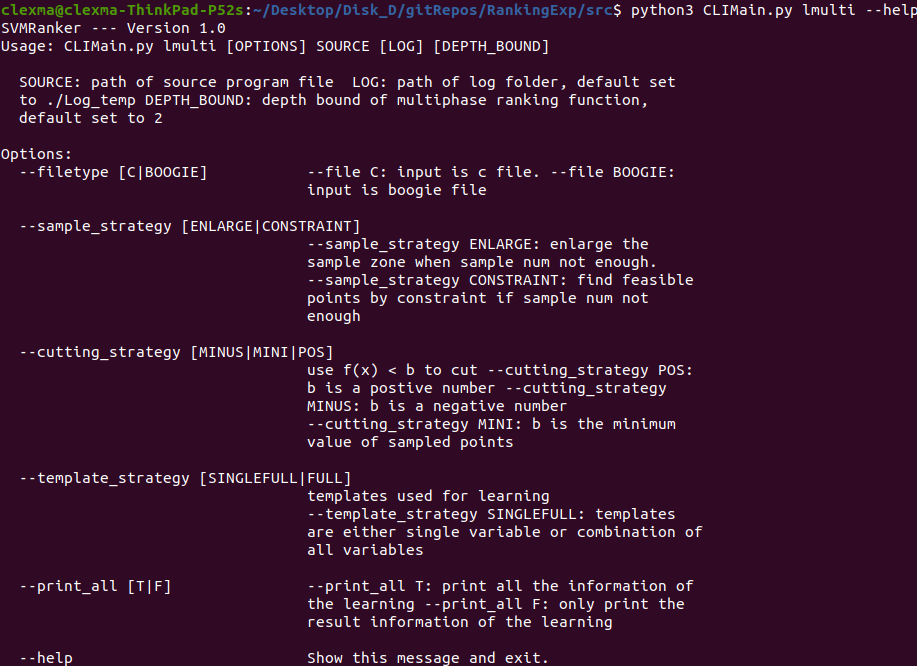 clexma@clexma-ThinkPad-P52s:~/Desktop/Disk_D/gitRepos/RankingExp/src$ python3 CLIMain.py lmulti --help
SVMRanker --- Version 1.0
Usage: CLIMain.py lmulti [OPTIONS] SOURCE [LOG] [DEPTH_BOUND]
SOURCE: path of source program file  LOG: path of log folder, default set
to ./Log_temp DEPTH_BOUND: depth bound of multiphase ranking function,
default set to 2
Options:
--filetype [C|BOOGIE] --file C: input is c file. --file BOOGIE:
input is boogie file
--sample_strategy [ENLARGE|CONSTRAINT]
--sample_strategy ENLARGE: enlarge the
sample zone when sample num not enough.
--sample_strategy CONSTRAINT: find feasible
points by constraint if sample num not
enough
--cutting_strategy [MINUS|MINI|POS]
use f(x) < b to cut --cutting_strategy POS:
b is a postive number --cutting_strategy
MINUS: b is a negative number
--cutting_strategy MINI: b is the minimum
value of sampled points
--template_strategy [SINGLEFULL|FULL]
templates used for learning
--template_strategy SINGLEFULL: templates
are either single variable or combination of
all variables
--print_all [T|F] --print_all T: print all the information of
the learning --print_all F: only print the
result information of the learning
--help Show this message and exit.